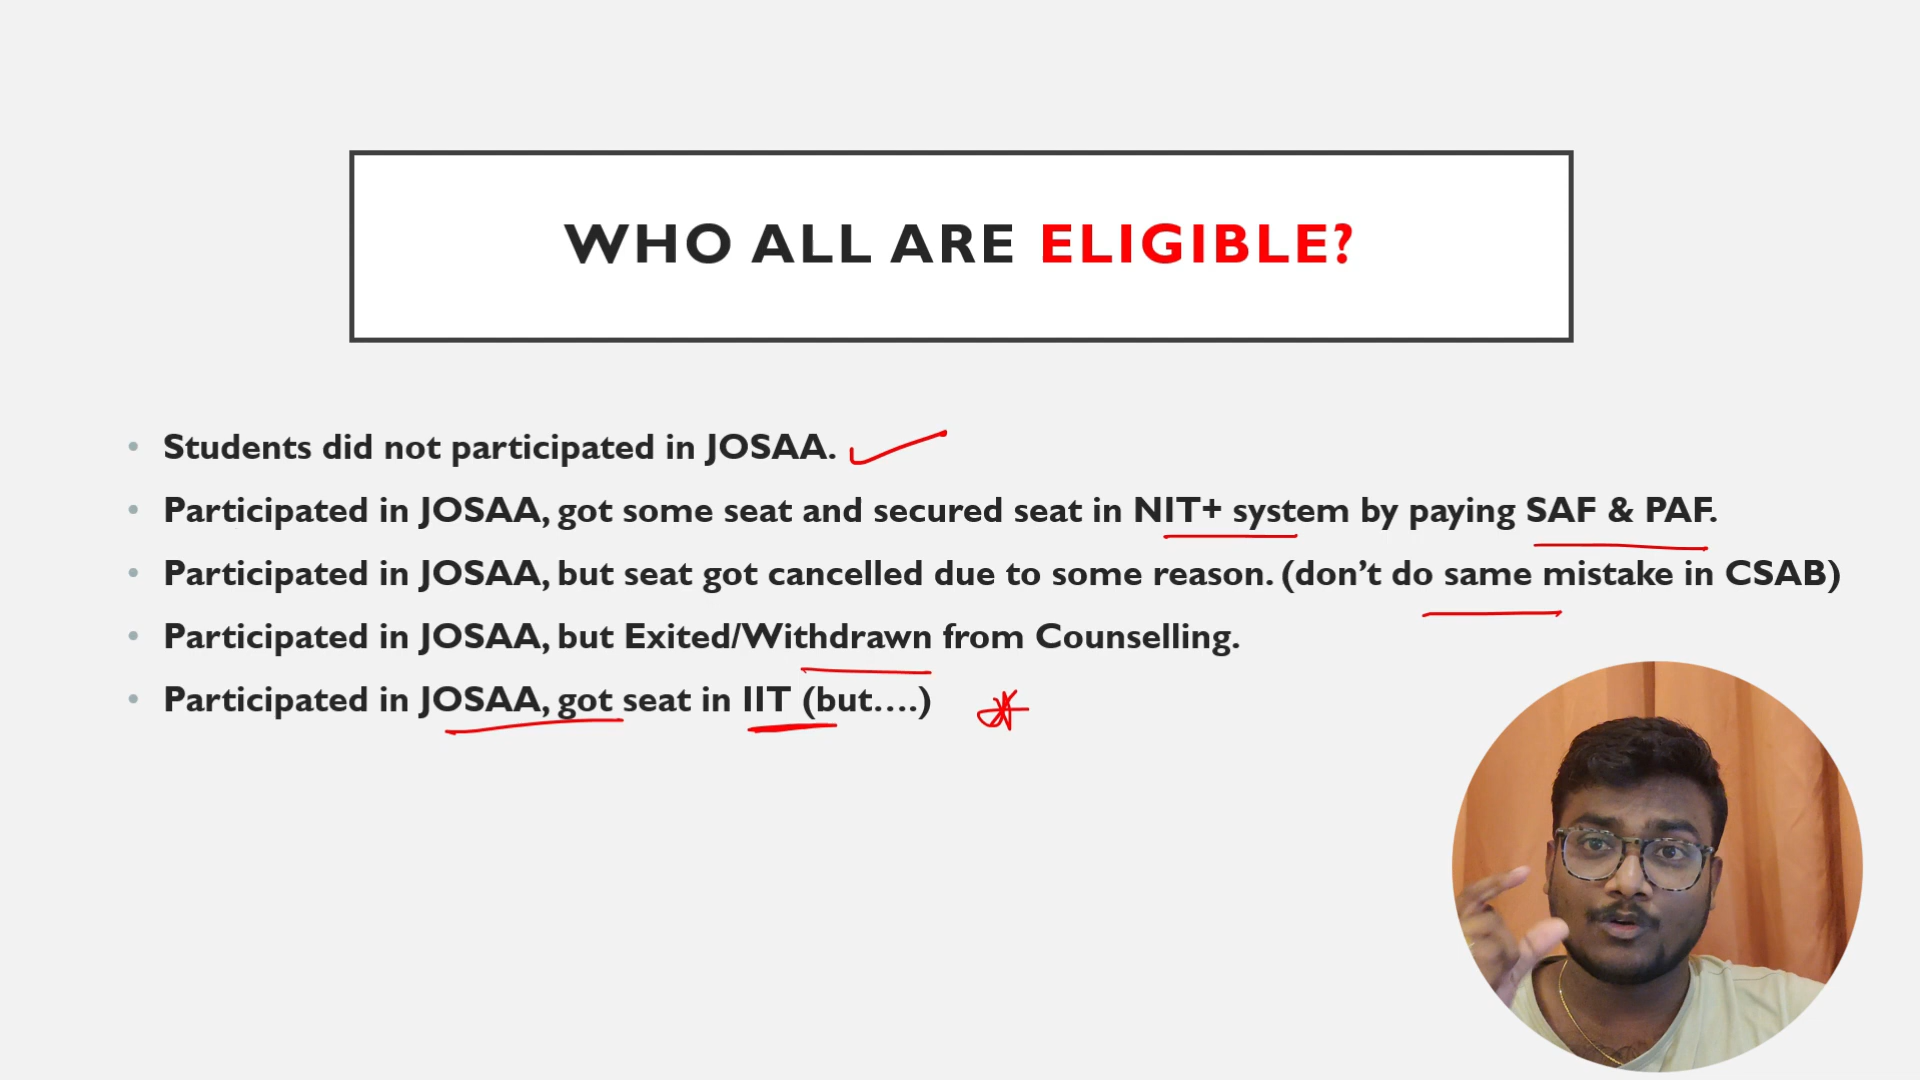 WHO ALL ARE ELIGIBLE?
• Students did not participated in JOSAA.
• Participated in JOSAA, got some seat and secured seat in NIT+ system by paying SAF & PAF.
• Participated in JOSAA, but seat got cancelled due to some reason. (don’t do same mistake in CSAB)
• Participated in JOSAA, but Exited/Withdrawn from Counselling.
• Participated in JOSAA, got seat in IIT (but….)